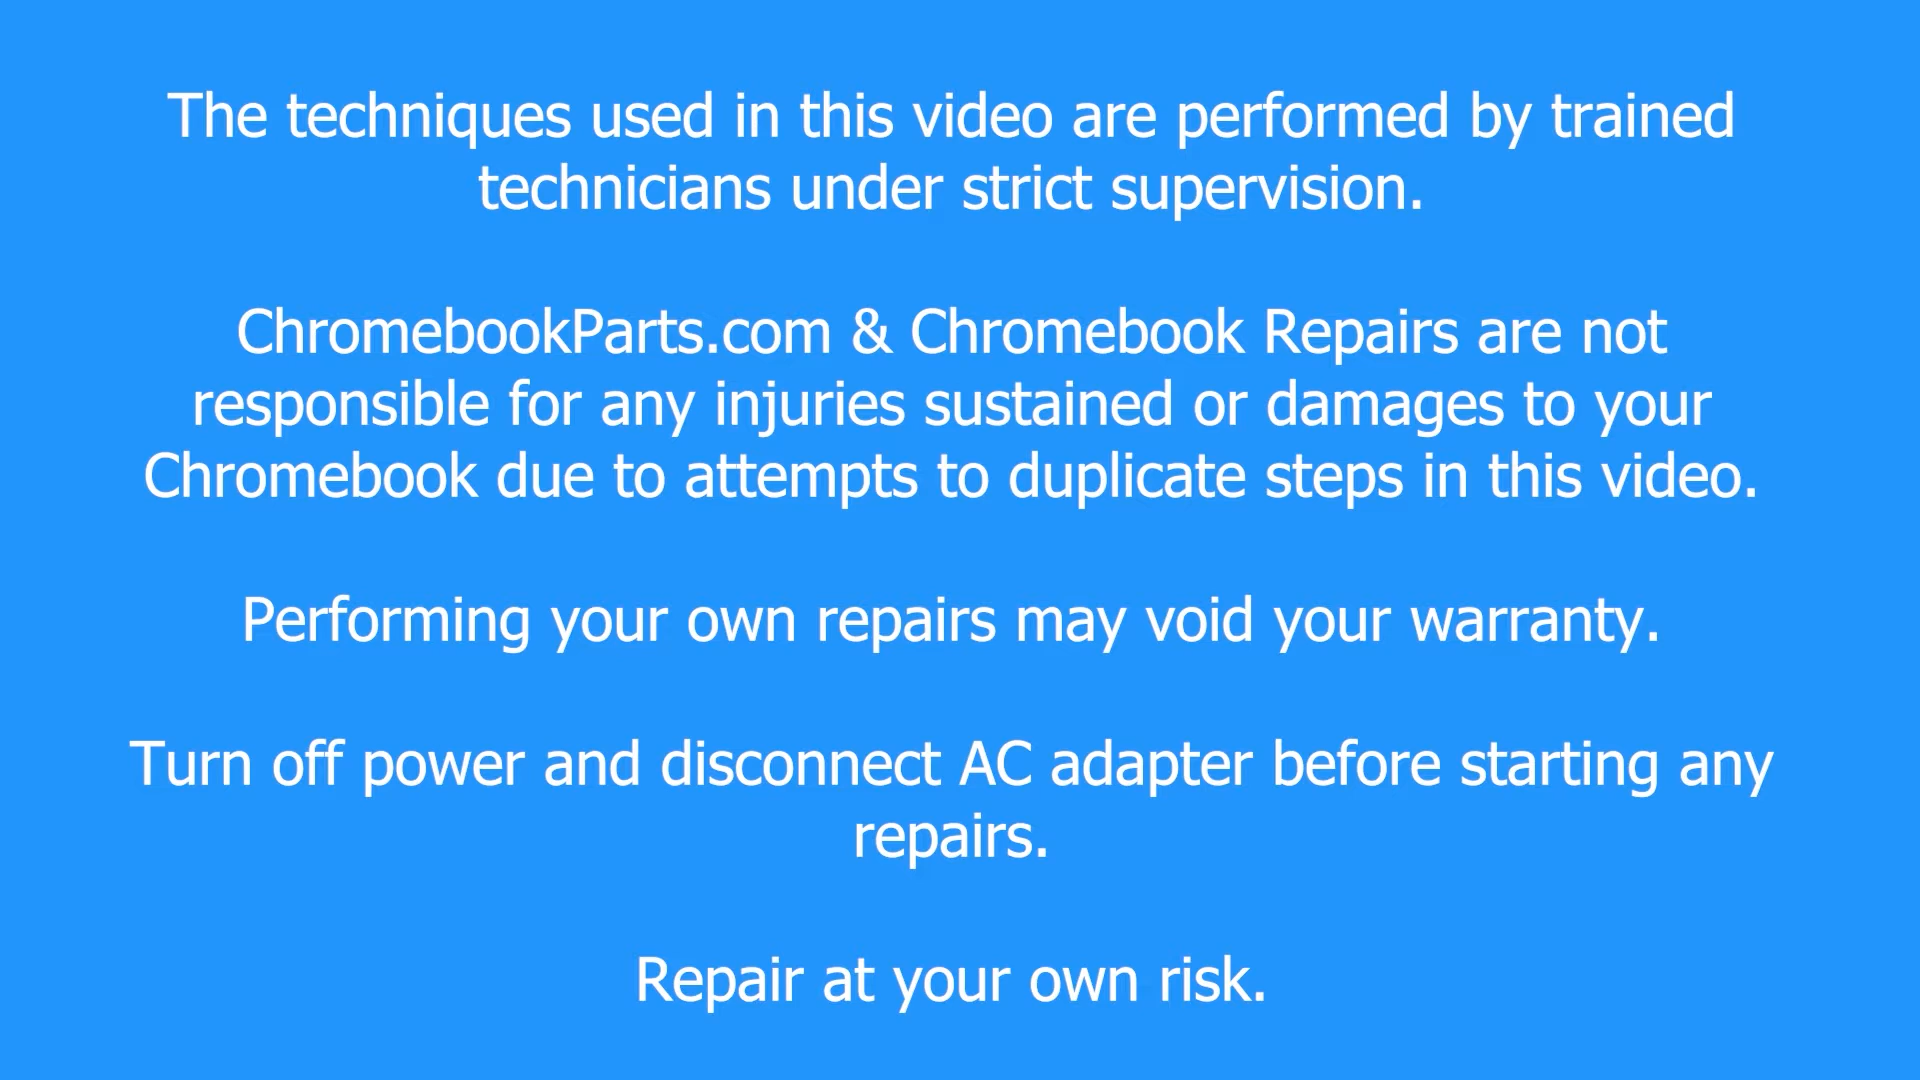 The techniques used in this video are performed by trained
technicians under strict supervision.
ChromebookParts.com & Chromebook Repairs are not
responsible for any injuries sustained or damages to your
Chromebook due to attempts to duplicate steps in this video.
Performing your own repairs may void your warranty.
Turn off power and disconnect AC adapter before starting any
repairs.
Repair at your own risk.